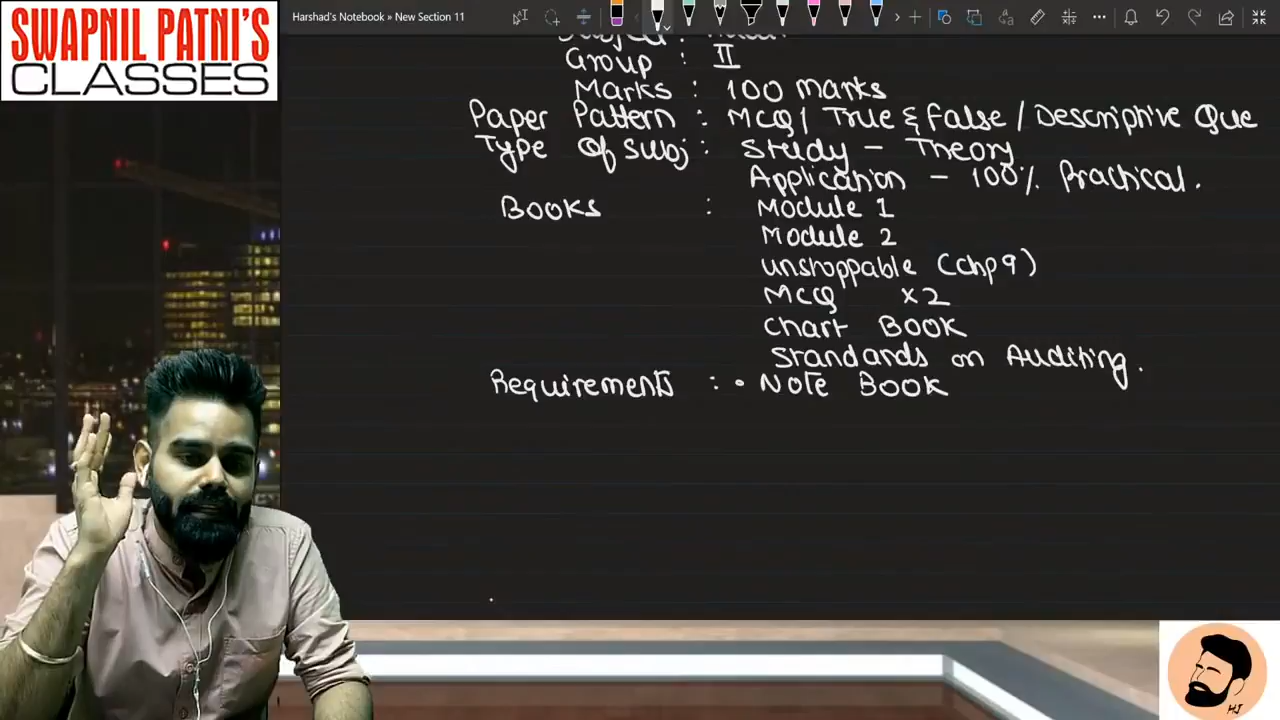 SWAPNIL PATNI'S
CLASSES
Harshad's Notebook » New Section 11
Group : II
Marks : 100 Marks
Paper Pattern : MCQ / True & False / Descriptive Que
Type Of Subj : Study - Theory
Application - 100% Practical.
Books : Module 1
Module 2
unstoppable (chp 9)
MCQ x2
Chart Book
Standards on Auditing.
Requirements : • Note Book
HJ